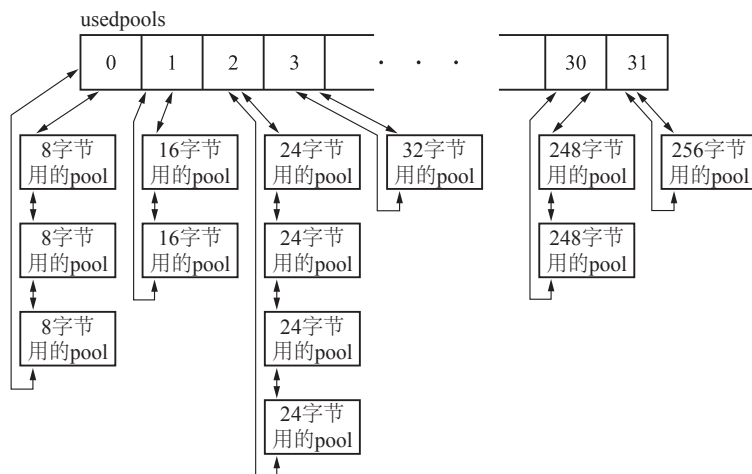 usedpools
0 1 2 3 · · · 30 31
8字节
用的pool
16字节
用的pool
24字节
用的pool
32字节
用的pool
248字节
用的pool
256字节
用的pool
8字节
用的pool
16字节
用的pool
24字节
用的pool
248字节
用的pool
8字节
用的pool
24字节
用的pool
24字节
用的pool